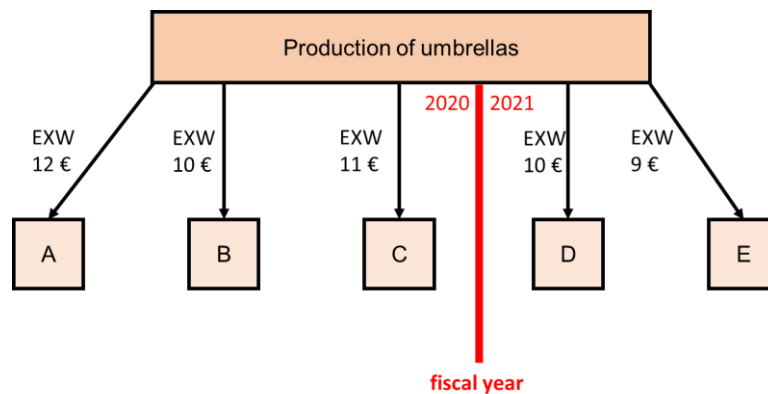 Production of umbrellas
2020 2021
EXW
12 €
EXW
10 €
EXW
11 €
EXW
10 €
EXW
9 €
A
B
C
D
E
fiscal year